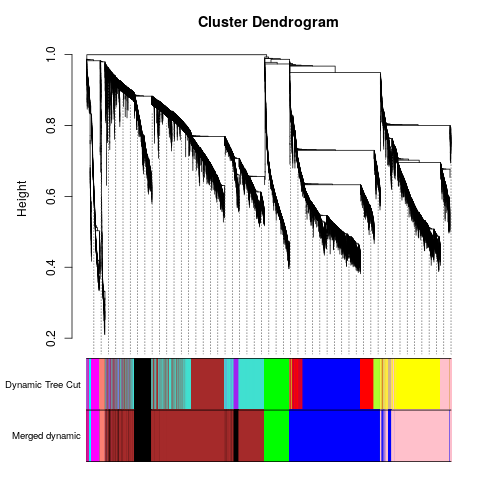 Cluster Dendrogram
Height
1.0
0.8
0.6
0.4
0.2
Dynamic Tree Cut
Merged dynamic